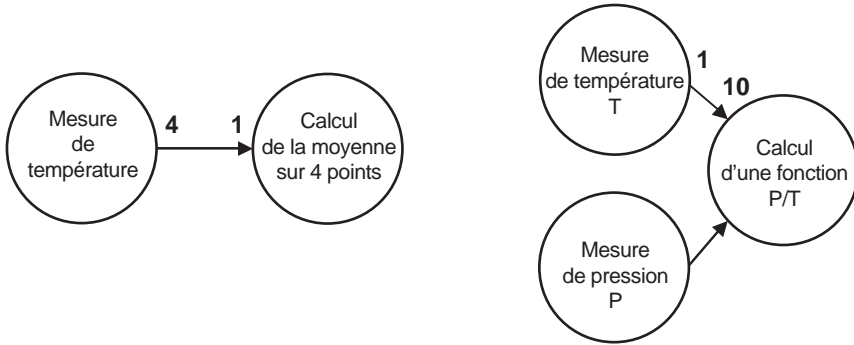 Mesure
de
température
4
1
Calcul
de la moyenne
sur 4 points
Mesure
de température
T
1
10
Calcul
d'une fonction
P/T
Mesure
de pression
P